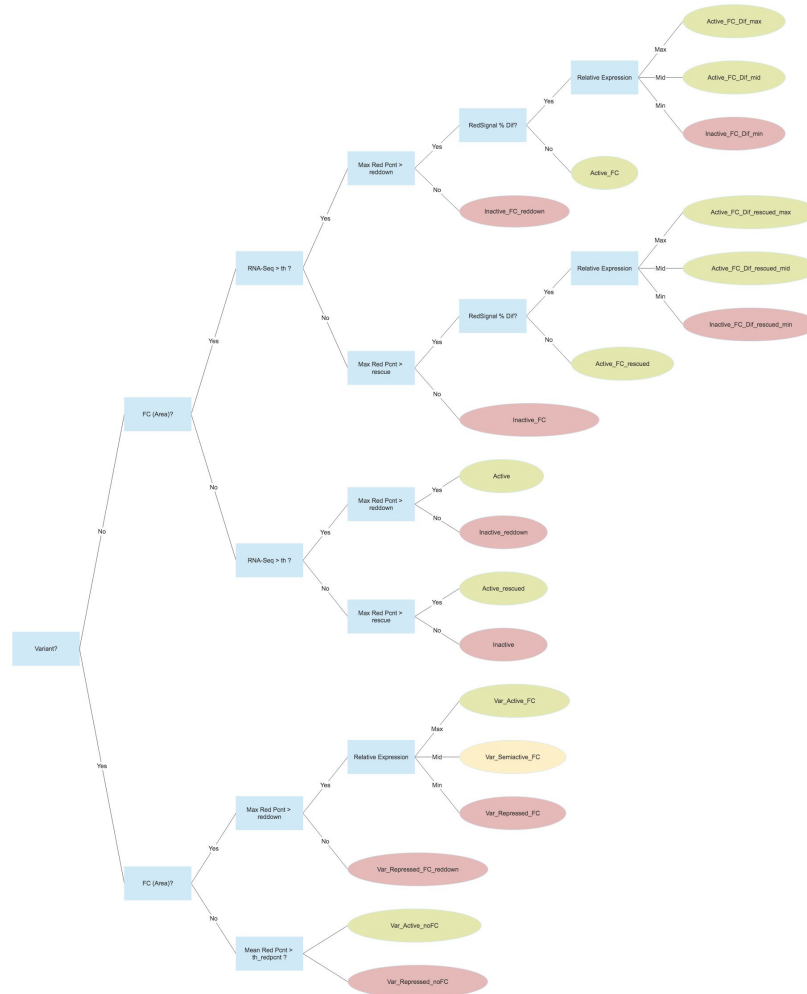 Active_FC_Dif_max
Max
Relative Expression
Mid
Active_FC_Dif_mid
Yes
Min
RedSignal % Dif?
Inactive_FC_Dif_min
Yes
No
Max Red Pcnt >
reddown
Active_FC
Yes
No
Inactive_FC_reddown
Active_FC_Dif_rescued_max
Max
RNA-Seq > th ?
Relative Expression
Mid
Active_FC_Dif_rescued_mid
Yes
Min
RedSignal % Dif?
Inactive_FC_Dif_rescued_min
No
Yes
No
Yes
Max Red Pcnt >
rescue
Active_FC_rescued
No
FC (Area)?
Inactive_FC
Active
No
Max Red Pcnt >
reddown
Yes
Yes
No
Inactive_reddown
No
RNA-Seq > th ?
No
Active_rescued
Max Red Pcnt >
rescue
Yes
No
Inactive
Variant?
Var_Active_FC
Max
Relative Expression
Mid
Var_Semiactive_FC
Yes
Yes
Min
Max Red Pcnt >
reddown
Var_Repressed_FC
Yes
No
Var_Repressed_FC_reddown
FC (Area)?
No
Var_Active_noFC
Mean Red Pcnt >
th_redpcnt ?
Var_Repressed_noFC